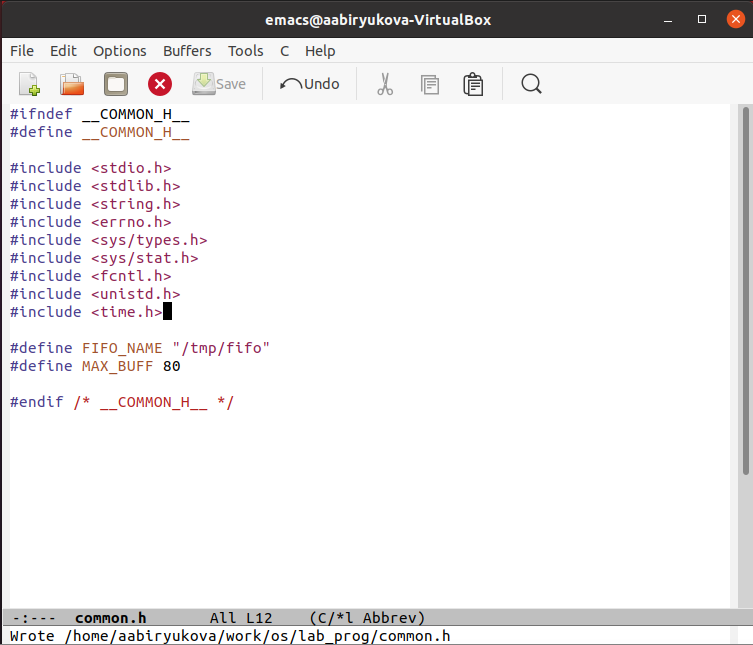 emacs@aabiryukova-VirtualBox
File Edit Options Buffers Tools C Help
Save Undo
#ifndef __COMMON_H__
#define __COMMON_H__
#include <stdio.h>
#include <stdlib.h>
#include <string.h>
#include <errno.h>
#include <sys/types.h>
#include <sys/stat.h>
#include <fcntl.h>
#include <unistd.h>
#include <time.h>
#define FIFO_NAME "/tmp/fifo"
#define MAX_BUFF 80
#endif /* __COMMON_H__ */
-:--- common.h All L12 (C/*l Abbrev)
Wrote /home/aabiryukova/work/os/lab_prog/common.h